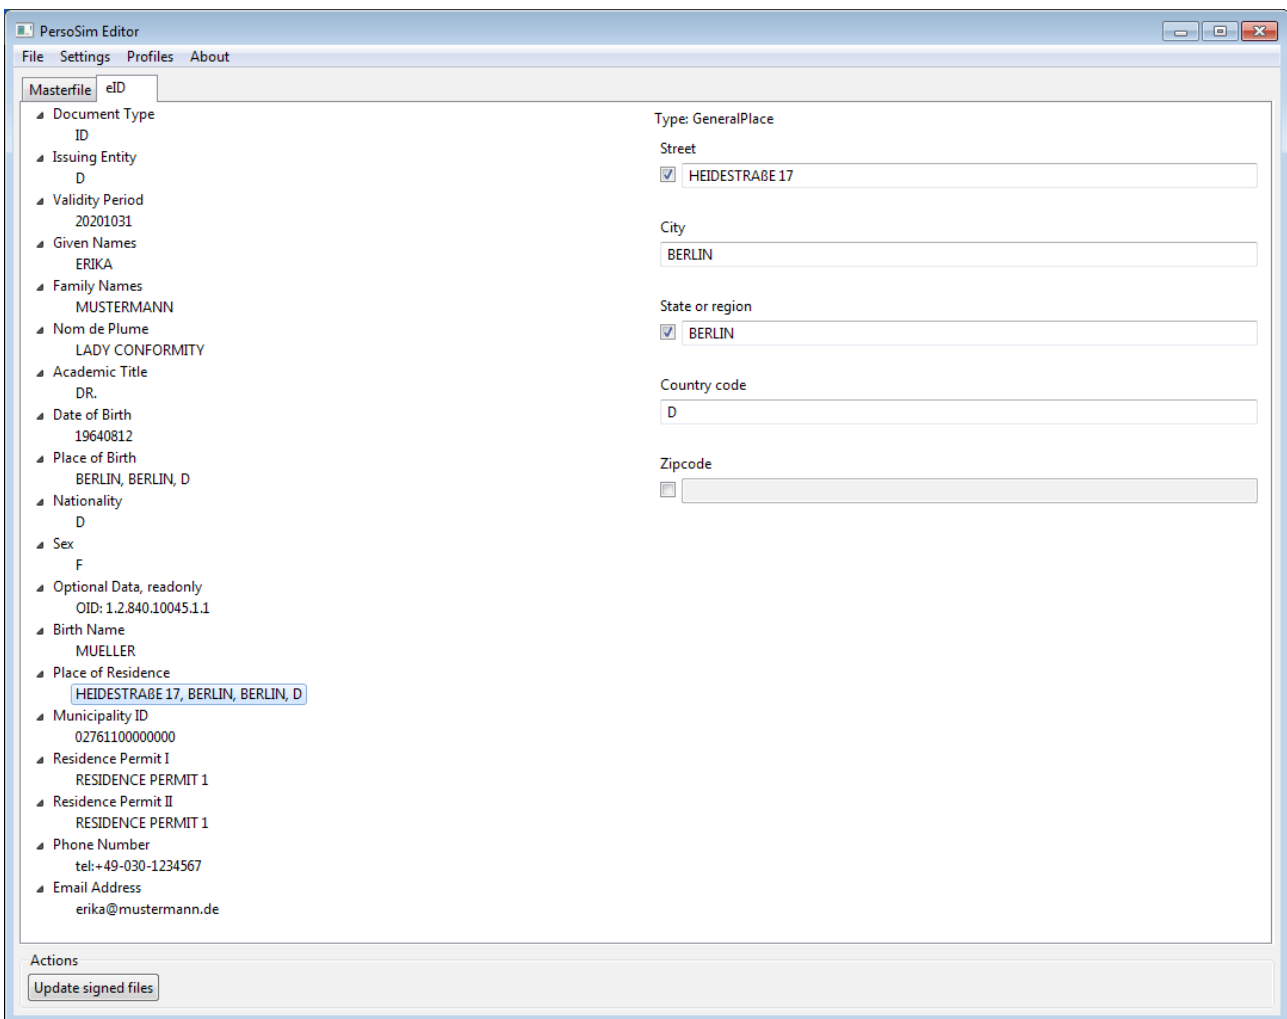 PersoSim Editor
File Settings Profiles About
Masterfile eID
Document Type
ID
Issuing Entity
D
Validity Period
20201031
Given Names
ERIKA
Family Names
MUSTERMANN
Nom de Plume
LADY CONFORMITY
Academic Title
DR.
Date of Birth
19640812
Place of Birth
BERLIN, BERLIN, D
Nationality
D
Sex
F
Optional Data, readonly
OID: 1.2.840.10045.1.1
Birth Name
MUELLER
Place of Residence
HEIDESTRAßE 17, BERLIN, BERLIN, D
Municipality ID
02761100000000
Residence Permit I
RESIDENCE PERMIT 1
Residence Permit II
RESIDENCE PERMIT 1
Phone Number
tel:+49-030-1234567
Email Address
erika@mustermann.de
Type: GeneralPlace
Street
HEIDESTRAßE 17
City
BERLIN
State or region
BERLIN
Country code
D
Zipcode
Actions
Update signed files